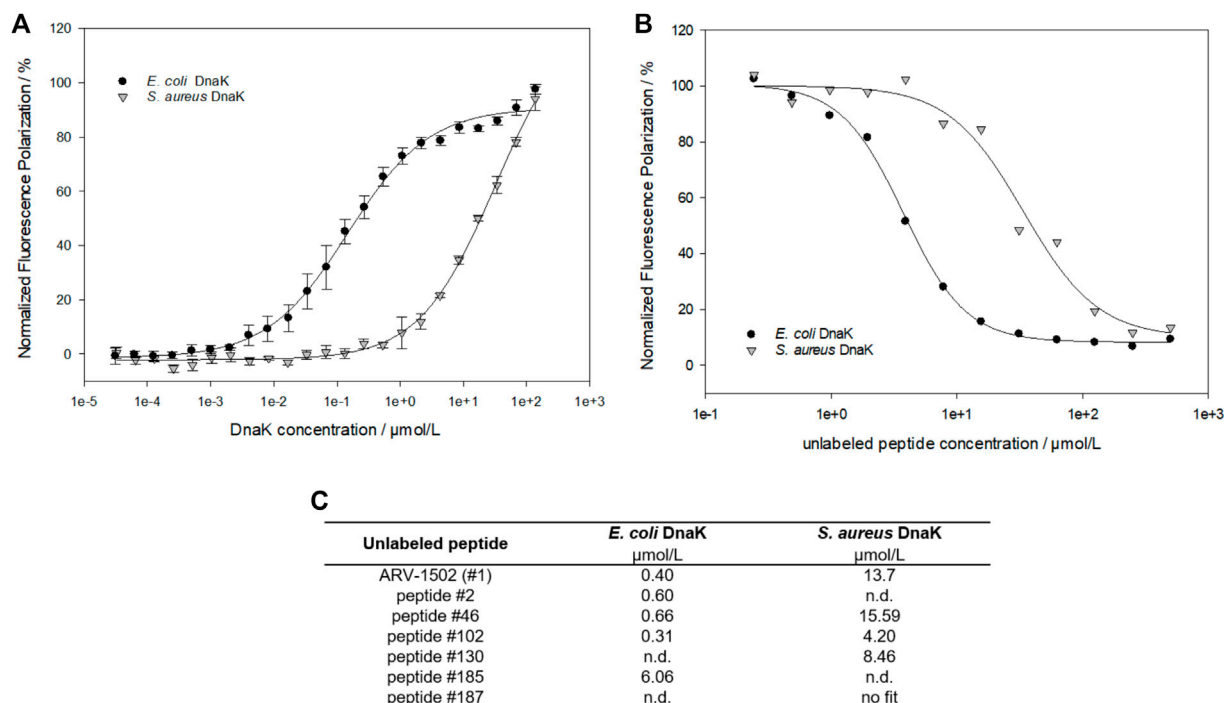 A
Normalized Fluorescence Polarization / %
120
100
80
60
40
20
0
E. coli DnaK
S. aureus DnaK
1e-5 1e-4 1e-3 1e-2 1e-1 1e+0 1e+1 1e+2 1e+3
DnaK concentration / µmol/L
B
Normalized Fluorescence Polarization / %
120
100
80
60
40
20
0
E. coli DnaK
S. aureus DnaK
1e-1 1e+0 1e+1 1e+2 1e+3
unlabeled peptide concentration / µmol/L
C
Unlabeled peptide E. coli DnaK S. aureus DnaK
µmol/L µmol/L
ARV-1502 (#1) 0.40 13.7
peptide #2 0.60 n.d.
peptide #46 0.66 15.59
peptide #102 0.31 4.20
peptide #130 n.d. 8.46
peptide #185 6.06 n.d.
peptide #187 n.d. no fit